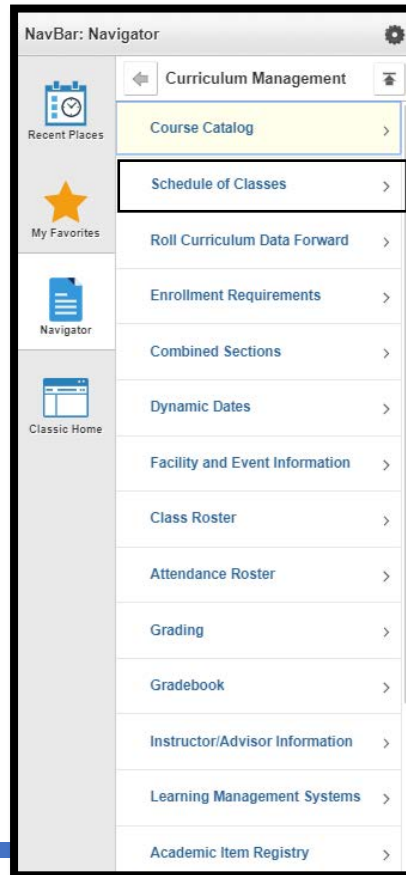 NavBar: Navigator
Recent Places
My Favorites
Navigator
Classic Home
Curriculum Management
Course Catalog
Schedule of Classes
Roll Curriculum Data Forward
Enrollment Requirements
Combined Sections
Dynamic Dates
Facility and Event Information
Class Roster
Attendance Roster
Grading
Gradebook
Instructor/Advisor Information
Learning Management Systems
Academic Item Registry